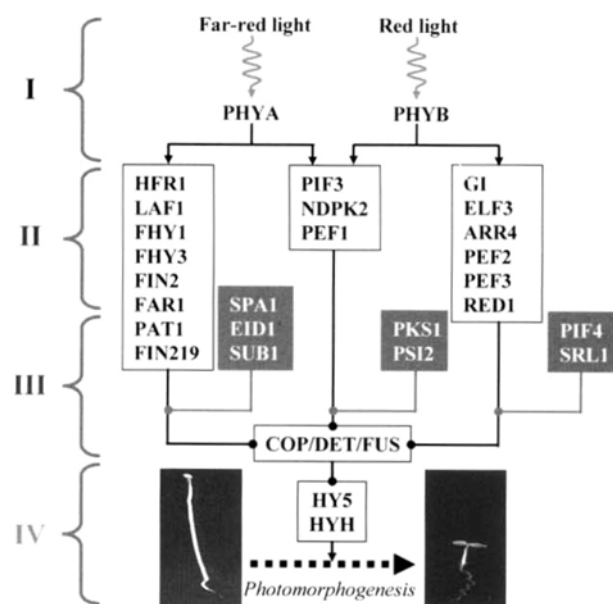 Far-red light
Red light
I
PHYA
PHYB
II
HFR1
LAF1
FHY1
FHY3
FIN2
FAR1
PAT1
FIN219
PIF3
NDPK2
PEF1
GI
ELF3
ARR4
PEF2
PEF3
RED1
III
SPA1
EID1
SUB1
PKS1
PSI2
PIF4
SRL1
COP/DET/FUS
IV
HY5
HYH
Photomorphogenesis